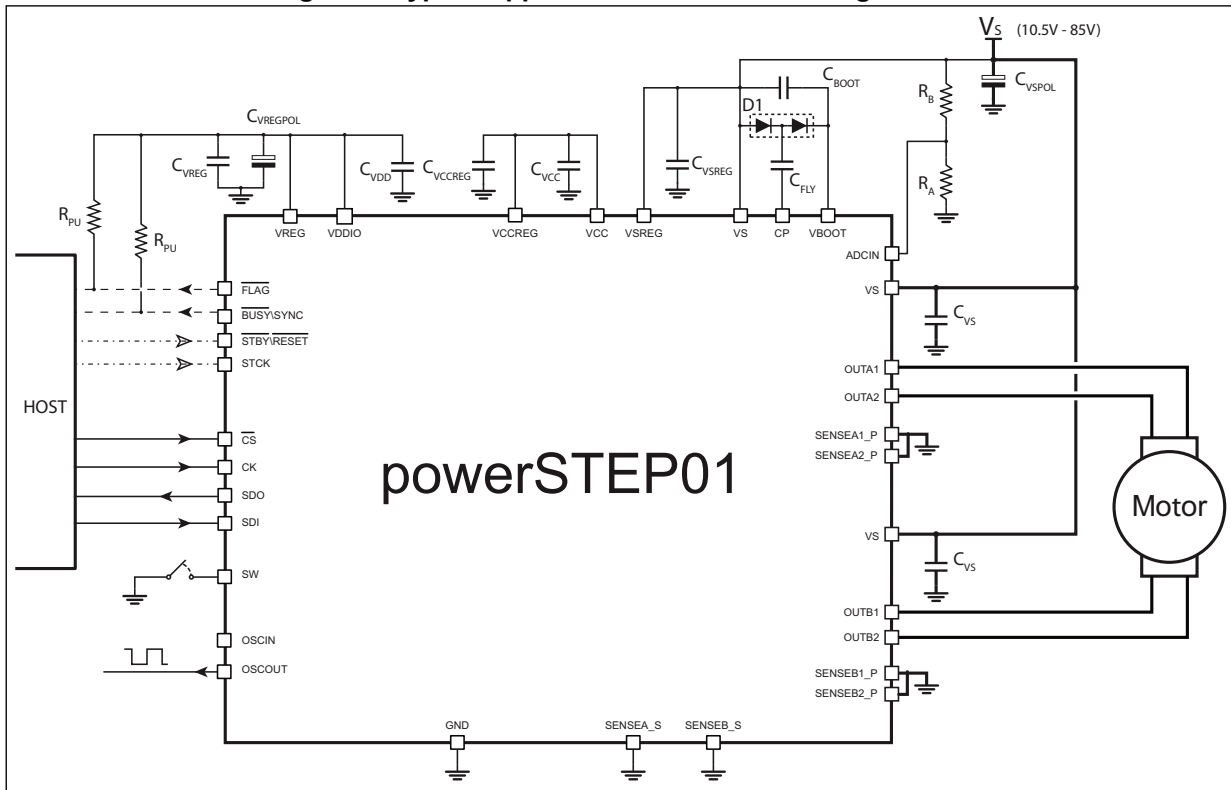 VS (10.5V - 85V)
CBOOT
CVSPOL
RB
D1
CVREGPOL
CVREG
CVDD
CVCCREG
CVCC
CVSREG
CFLY
RA
RPU
RPU
VREG
VDDIO
VCCREG
VCC
VSREG
VS
CP
VBOOT
ADCIN
FLAG
VS
BUSY\SYNC
CVS
STBY\RESET
STCK
OUTA1
HOST
OUTA2
SENSEA1_P
CS
SENSEA2_P
CK
powerSTEP01
SDO
Motor
SDI
VS
CVS
SW
OUTB1
OSCIN
OUTB2
OSCOUT
SENSEB1_P
SENSEB2_P
GND
SENSEA_S
SENSEB_S